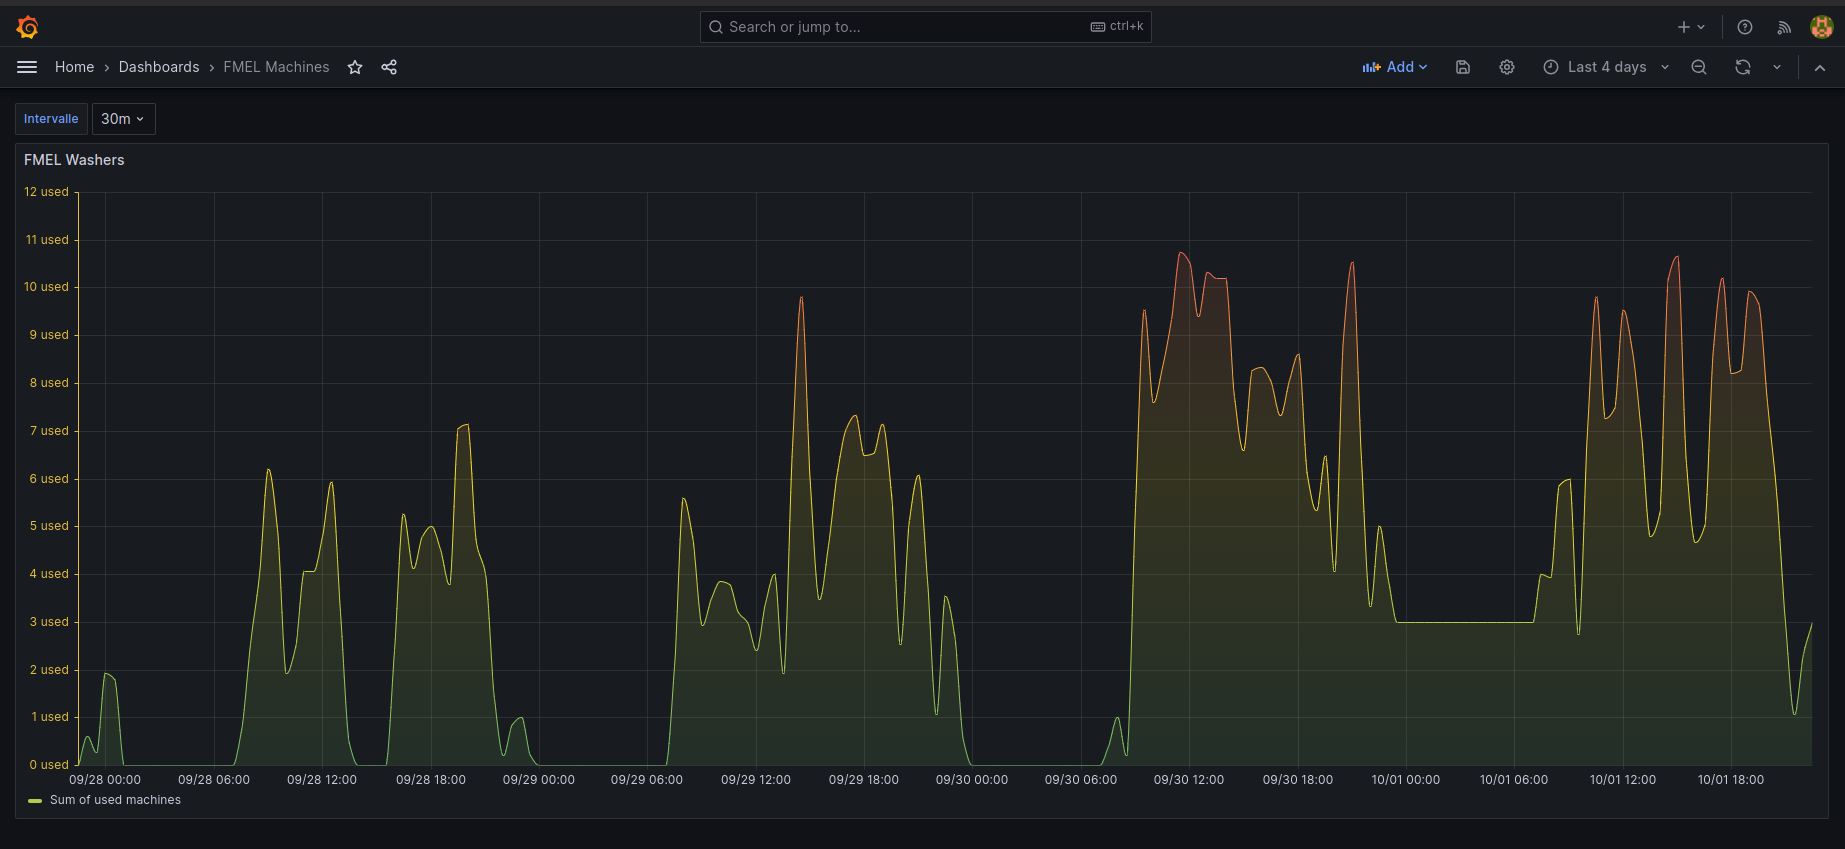 Search or jump to... ctrl+k
Home › Dashboards › FMEL Machines Add Last 4 days
Intervalle 30m
FMEL Washers
12 used
11 used
10 used
9 used
8 used
7 used
6 used
5 used
4 used
3 used
2 used
1 used
0 used
09/28 00:00 09/28 06:00 09/28 12:00 09/28 18:00 09/29 00:00 09/29 06:00 09/29 12:00 09/29 18:00 09/30 00:00 09/30 06:00 09/30 12:00 09/30 18:00 10/01 00:00 10/01 06:00 10/01 12:00 10/01 18:00
Sum of used machines